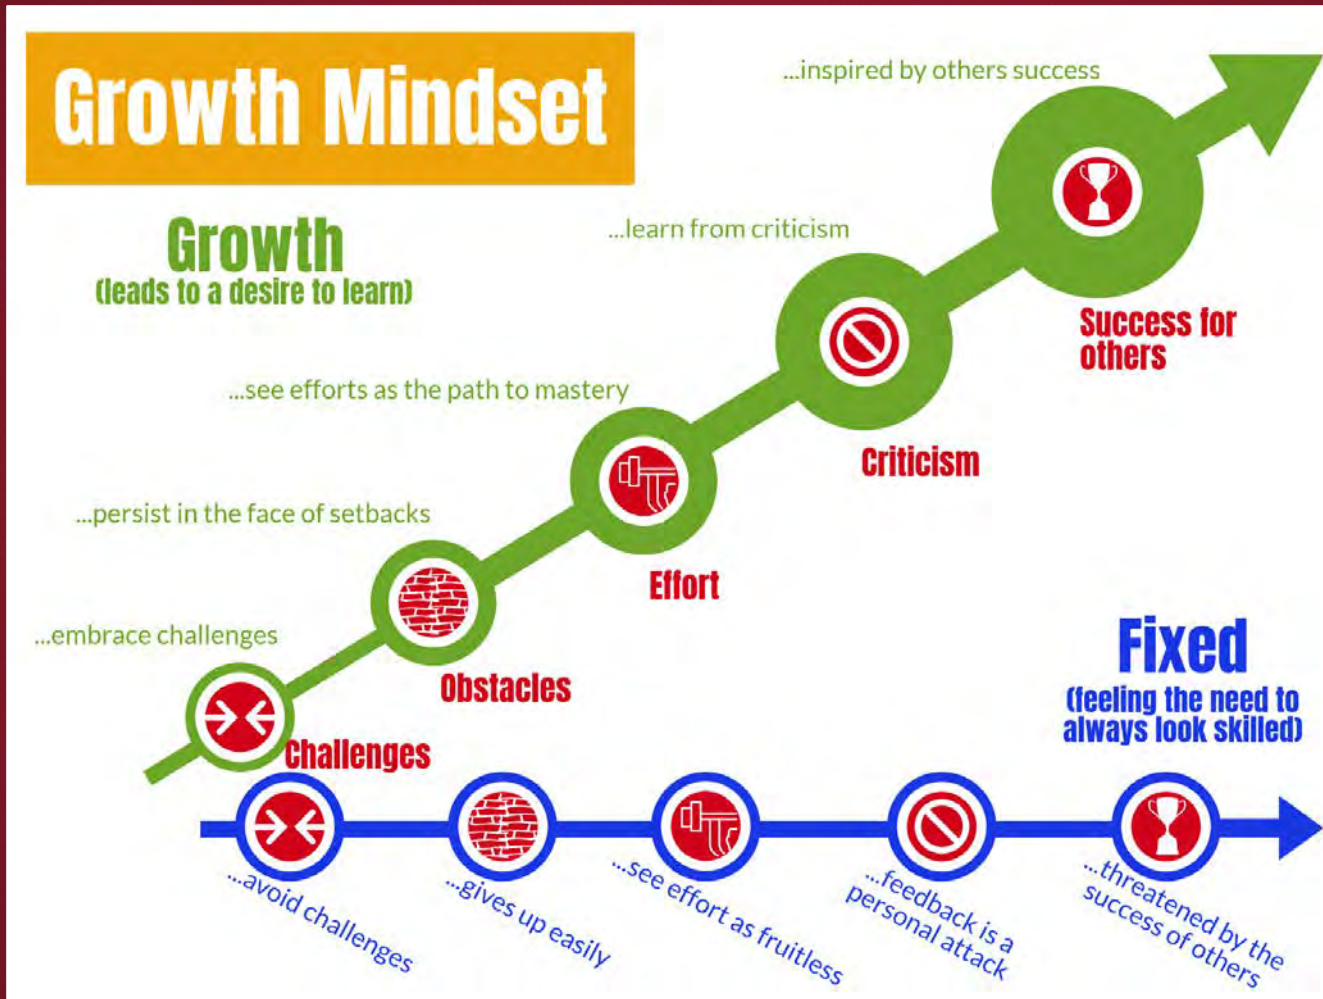 Growth Mindset
...inspired by others success
Growth
(leads to a desire to learn)
...learn from criticism
Success for
others
...see efforts as the path to mastery
Criticism
...persist in the face of setbacks
Effort
...embrace challenges
Obstacles
Challenges
Fixed
(feeling the need to
always look skilled)
...avoid challenges
...gives up easily
...see effort as fruitless
...feedback is a
personal attack
...threatened by the
success of others